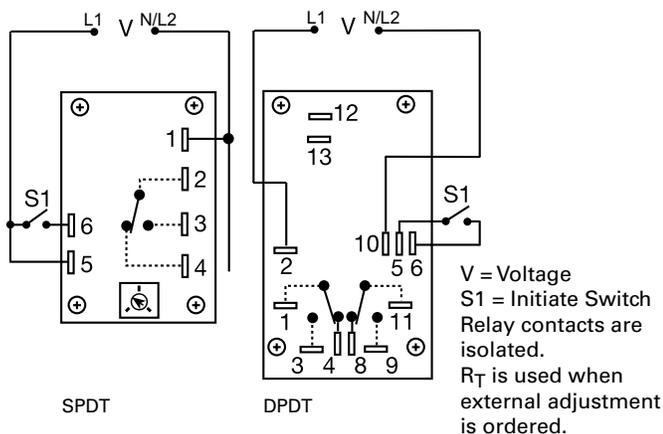 L1 V N/L2
L1 V N/L2
1
2
S1
3
6
5
4
SPDT
12
13
S1
10 5 6
2
1
11
3 4 8 9
DPDT
V = Voltage
S1 = Initiate Switch
Relay contacts are
isolated.
RT is used when
external adjustment
is ordered.